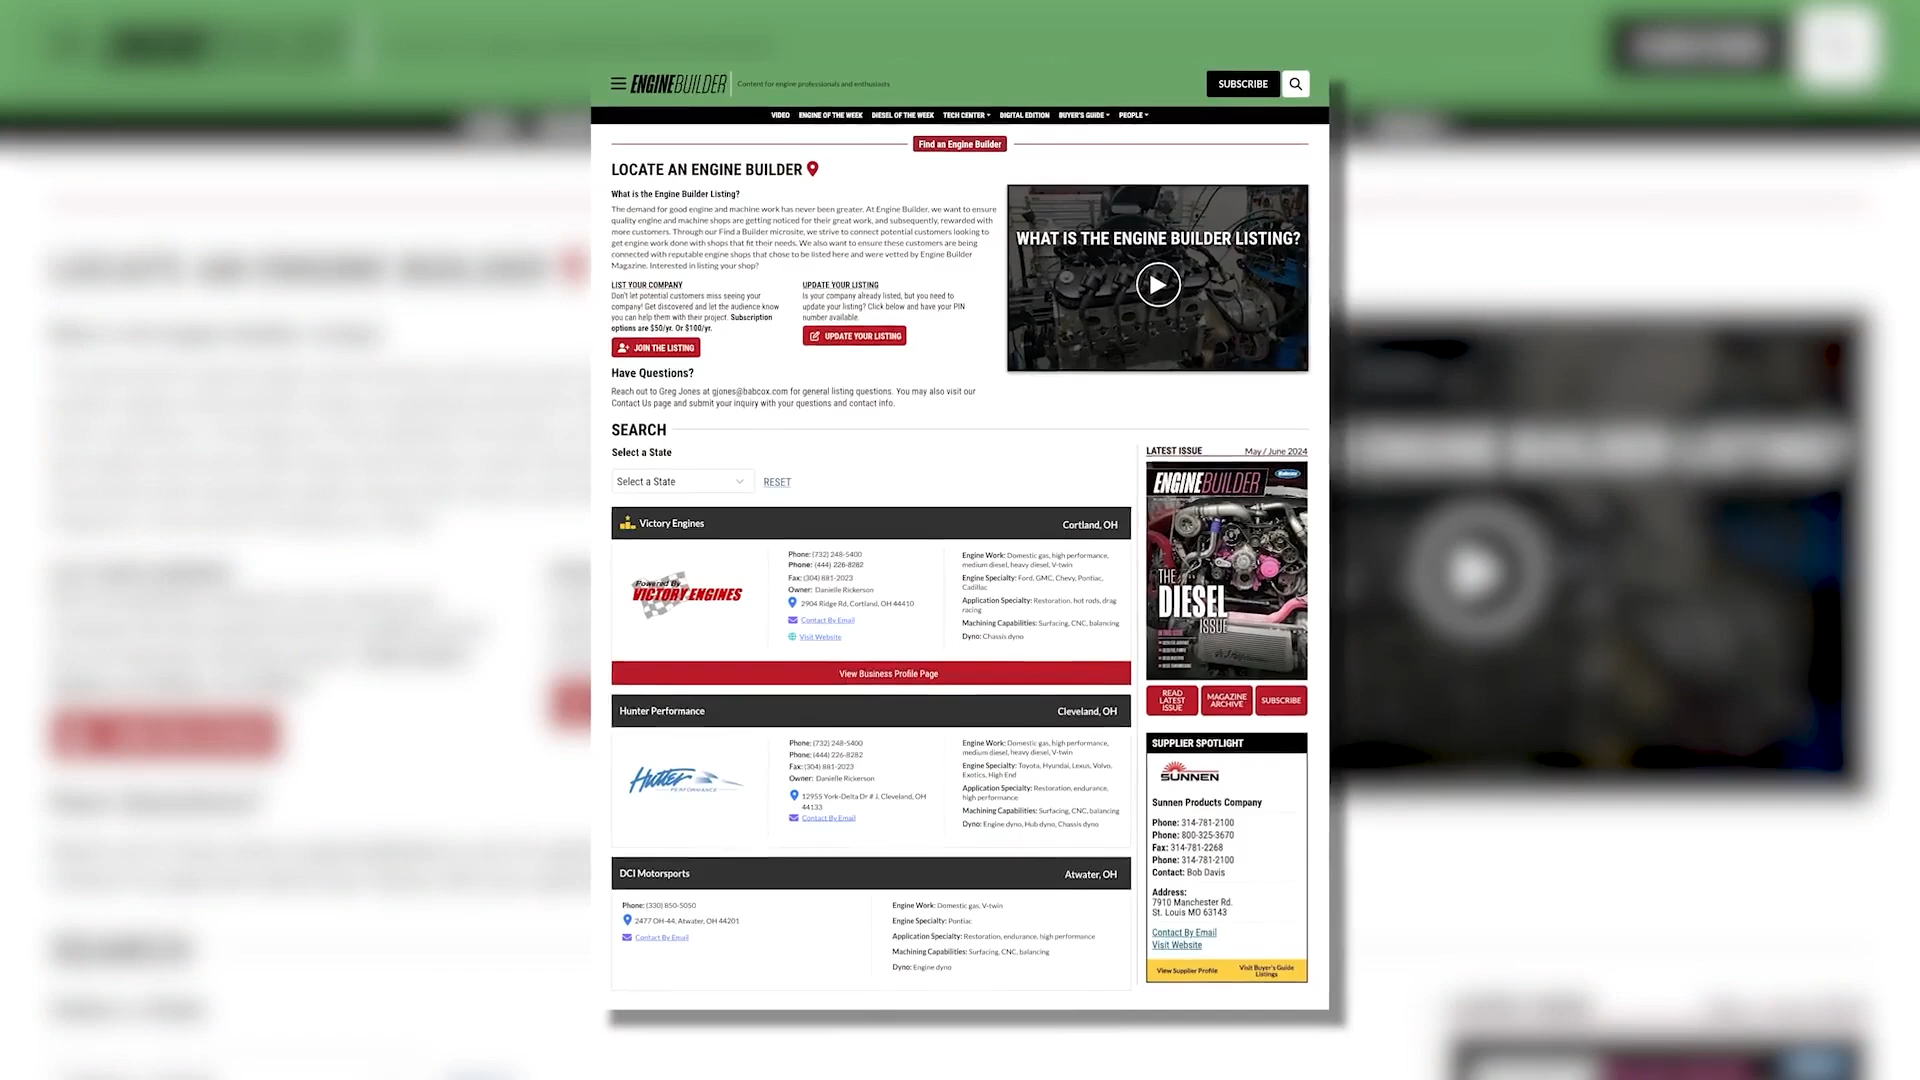 ENGINEBUILDER
Content for engine professionals and enthusiasts
SUBSCRIBE
VIDEO ENGINE OF THE WEEK DIESEL OF THE WEEK TECH CENTER DIGITAL EDITION BUYER'S GUIDE PEOPLE
Find an Engine Builder
LOCATE AN ENGINE BUILDER
What is the Engine Builder Listing?
The demand for good engine and machine work has never been greater. At Engine Builder, we want to ensure
quality engine and machine shops are getting noticed for their great work, and subsequently, rewarded with
more customers. Through our Find a Builder microsite, we strive to connect potential customers looking to
get engine work done with shops that fit their needs. We also want to ensure these customers are being
connected with reputable engine shops that chose to be listed here and were vetted by Engine Builder
Magazine. Interested in listing your shop?
WHAT IS THE ENGINE BUILDER LISTING?
LIST YOUR COMPANY
Don't let potential customers miss seeing your
company! Get discovered and let the audience know
you can help them with their project. Subscription
options are $50/yr. Or $100/yr.
JOIN THE LISTING
UPDATE YOUR LISTING
Is your company already listed, but you need to
update your listing? Click below and have your PIN
number available.
UPDATE YOUR LISTING
Have Questions?
Reach out to Greg Jones at gjones@babcox.com for general listing questions. You may also visit our
Contact Us page and submit your inquiry with your questions and contact info.
SEARCH
Select a State
Select a State
RESET
Victory Engines
Cortland, OH
Powered By
VICTORY ENGINES
Phone: (732) 248-5400
Phone: (444) 226-8282
Fax: (304) 881-2023
Owner: Danielle Rickerson
2904 Ridge Rd, Cortland, OH 44410
Contact By Email
Visit Website
Engine Work: Domestic gas, high performance,
medium diesel, heavy diesel, V-twin
Engine Specialty: Ford, GMC, Chevy, Pontiac,
Cadillac
Application Specialty: Restoration, hot rods, drag
racing
Machining Capabilities: Surfacing, CNC, balancing
Dyno: Chassis dyno
View Business Profile Page
Hunter Performance
Cleveland, OH
Hutter
PERFORMANCE
Phone: (732) 248-5400
Phone: (444) 226-8282
Fax: (304) 881-2023
Owner: Danielle Rickerson
12955 York-Delta Dr # J, Cleveland, OH
44133
Contact By Email
Engine Work: Domestic gas, high performance,
medium diesel, heavy diesel, V-twin
Engine Specialty: Toyota, Hyundai, Lexus, Volvo,
Exotics, High End
Application Specialty: Restoration, endurance,
high performance
Machining Capabilities: Surfacing, CNC, balancing
Dyno: Engine dyno, Hub dyno, Chassis dyno
DCI Motorsports
Atwater, OH
Phone: (330) 850-5050
2477 OH-44, Atwater, OH 44201
Contact By Email
Engine Work: Domestic gas, V-twin
Engine Specialty: Pontiac
Application Specialty: Restoration, endurance, high performance
Machining Capabilities: Surfacing, CNC, balancing
Dyno: Engine dyno
LATEST ISSUE
May / June 2024
ENGINEBUILDER
THE
DIESEL
ISSUE
READ
LATEST
ISSUE
MAGAZINE
ARCHIVE
SUBSCRIBE
SUPPLIER SPOTLIGHT
SUNNEN
Sunnen Products Company
Phone: 314-781-2100
Phone: 800-325-3670
Fax: 314-781-2268
Phone: 314-781-2100
Contact: Bob Davis
Address:
7910 Manchester Rd.
St. Louis MO 63143
Contact By Email
Visit Website
View Supplier Profile
Visit Buyer's Guide
Listings